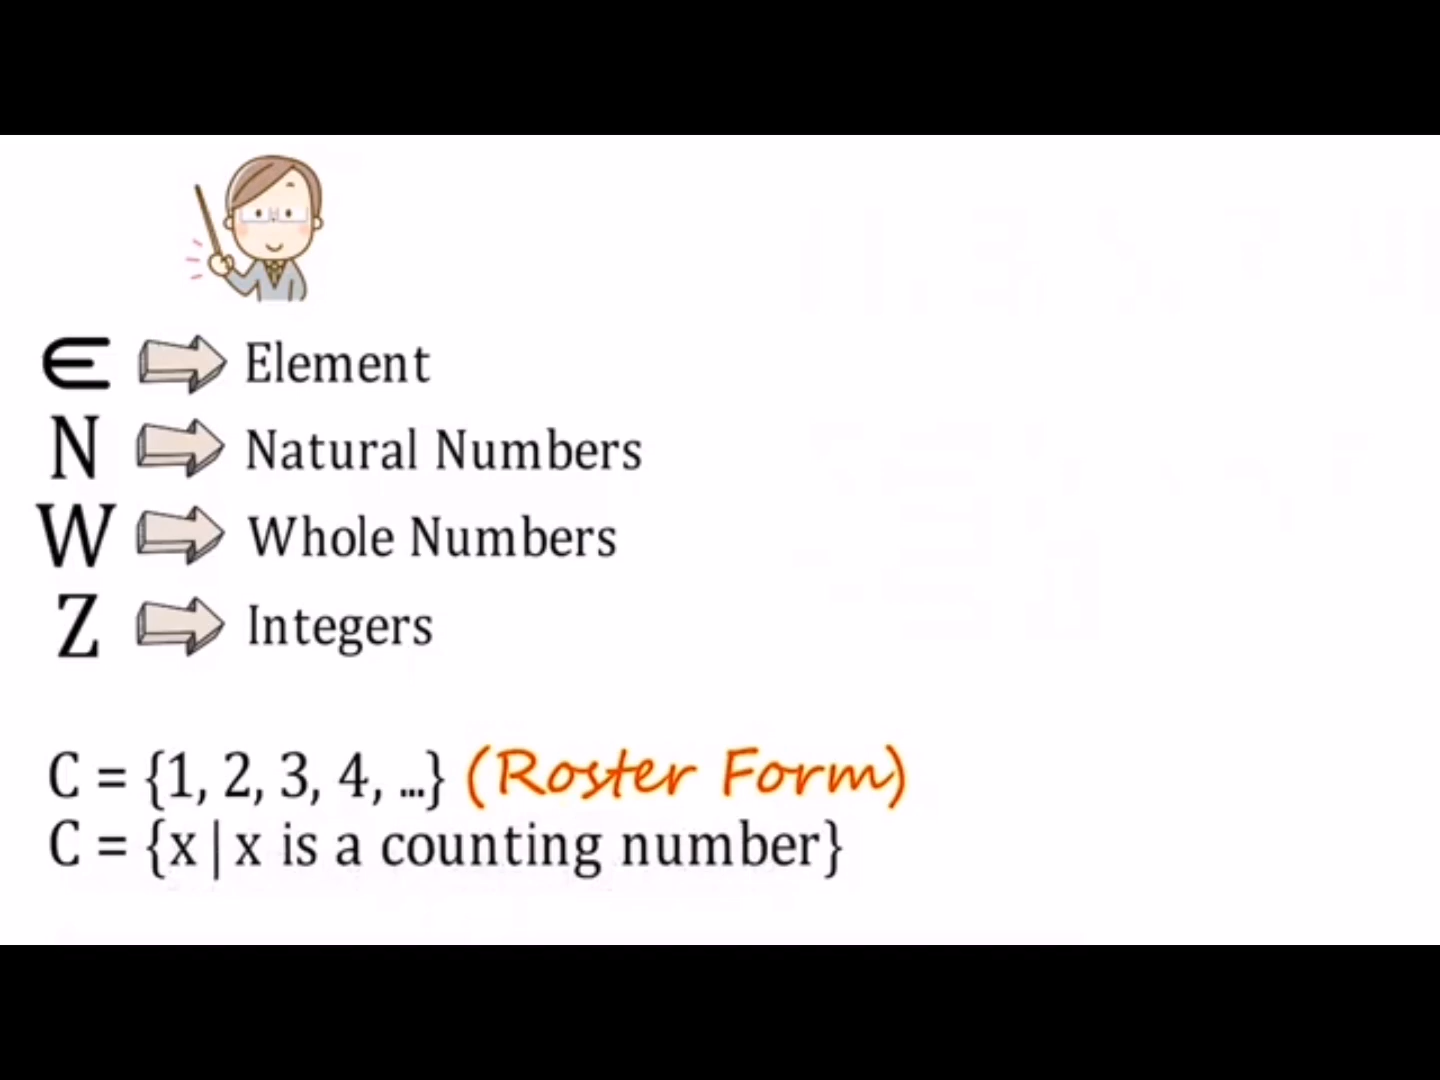 ∈ Element
N Natural Numbers
W Whole Numbers
Z Integers
C = {1, 2, 3, 4, ...} (Roster Form)
C = {x | x is a counting number}